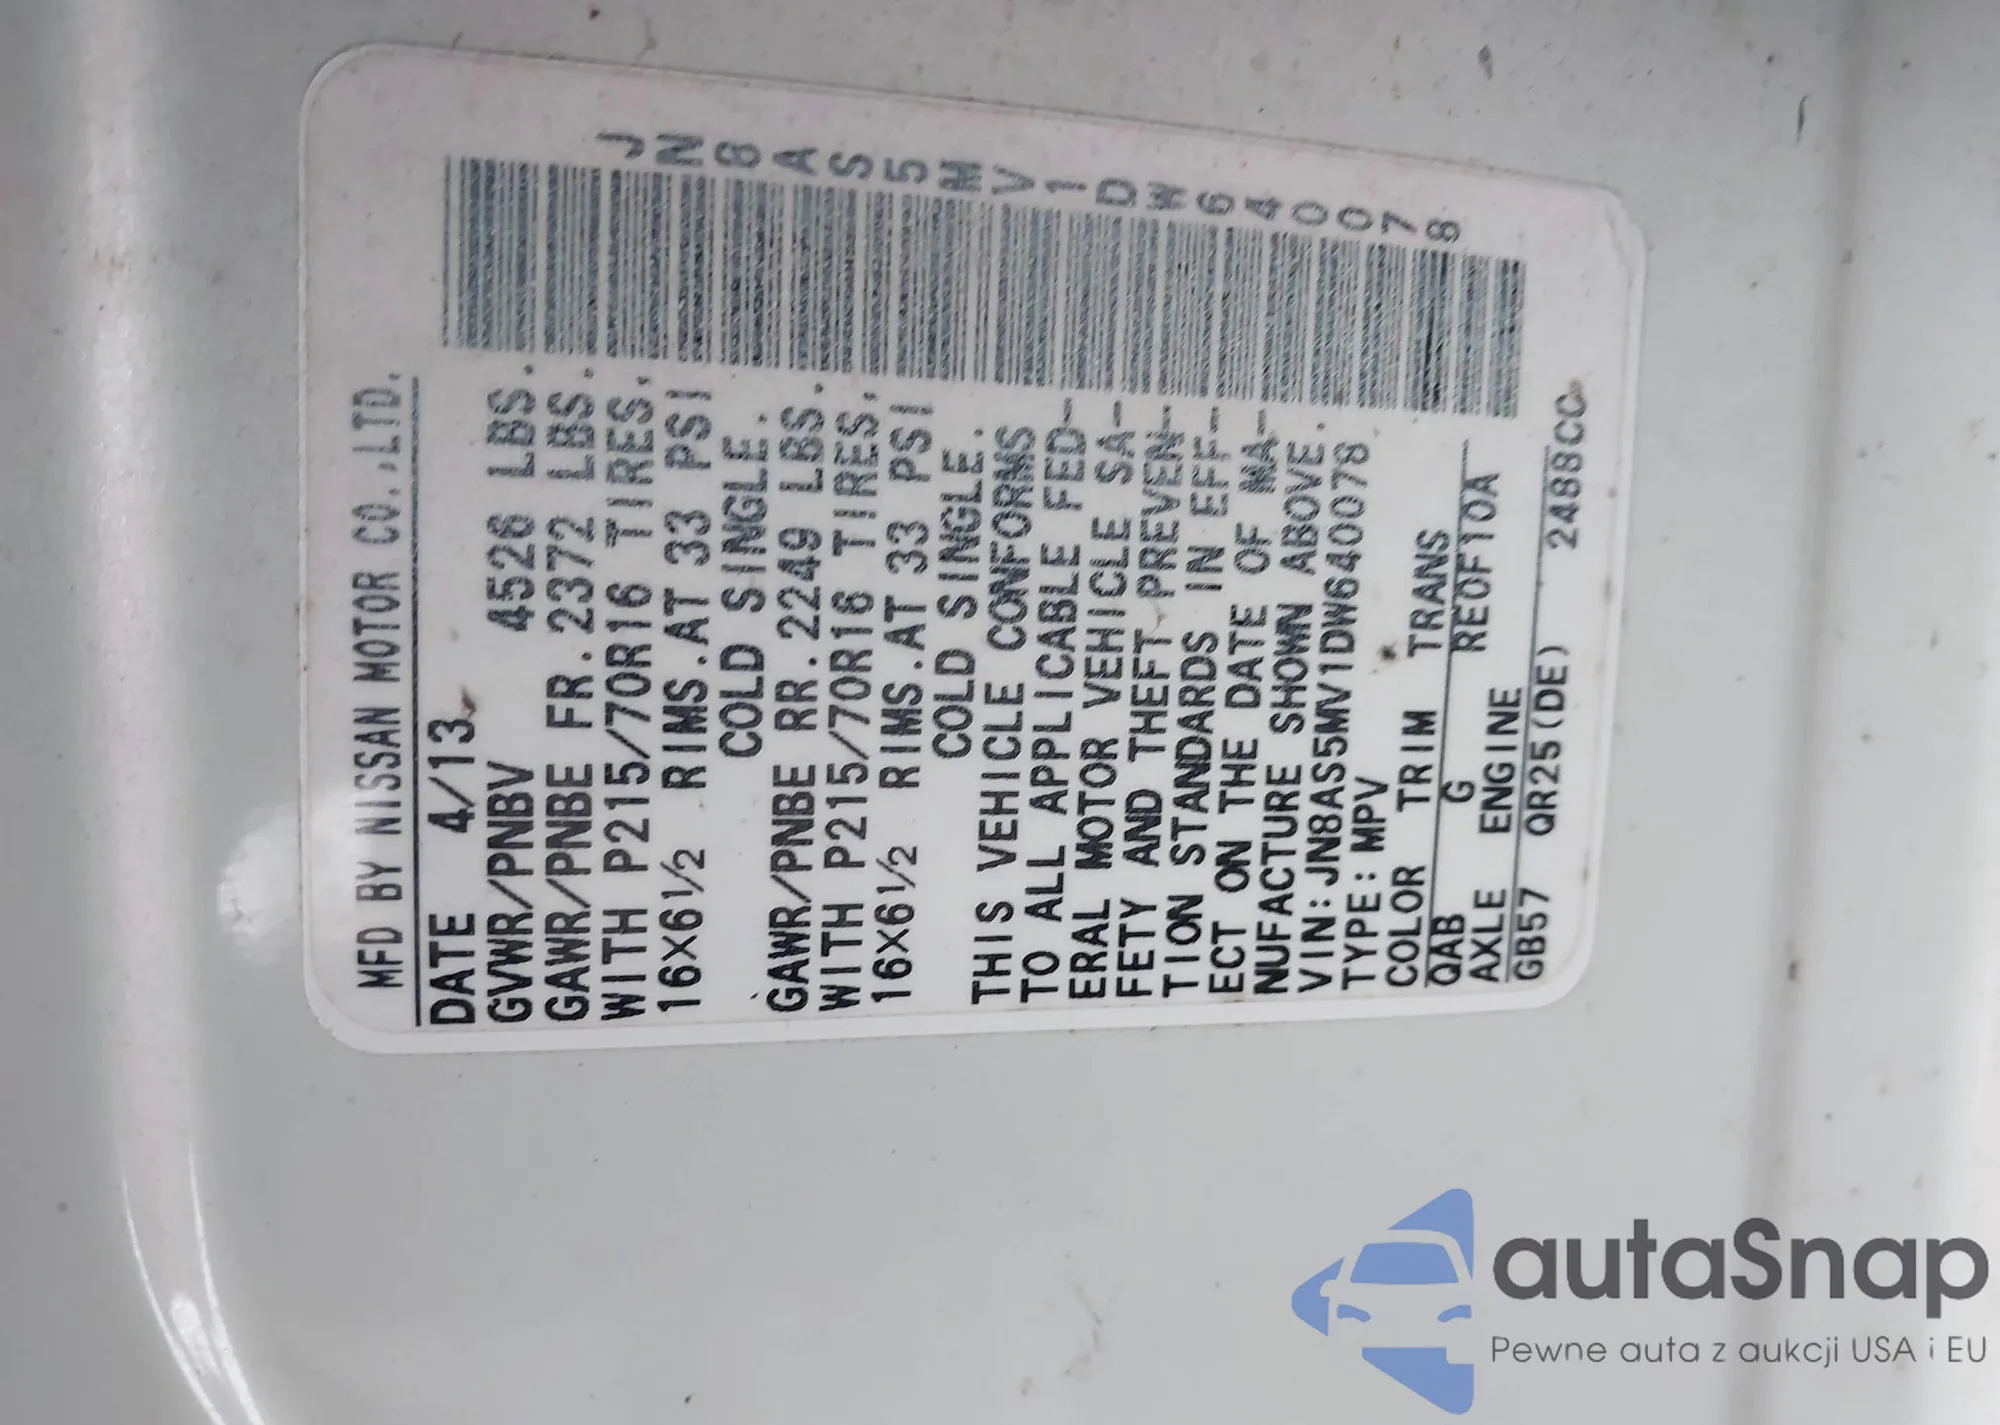 MFD BY NISSAN MOTOR CO.,LTD.
DATE 4/13
GVWR/PNBV 4526 LBS.
GAWR/PNBE FR. 2372 LBS.
WITH P215/70R16 TIRES,
16X6½ RIMS.AT 33 PSI
COLD SINGLE.
GAWR/PNBE RR. 2249 LBS.
WITH P215/70R16 TIRES,
16X6½ RIMS.AT 33 PSI
COLD SINGLE.
THIS VEHICLE CONFORMS
TO ALL APPLICABLE FED-
ERAL MOTOR VEHICLE SA-
FETY AND THEFT PREVEN-
TION STANDARDS IN EFF-
ECT ON THE DATE OF MA-
NUFACTURE SHOWN ABOVE.
VIN:JN8AS5MV1DW640078
TYPE:MPV
COLOR TRIM TRANS
QAB G RE0F10A
AXLE ENGINE
GB57 QR25(DE) 2488CC
JN8AS5MV1DW640078
autaSnap
Pewne auta z aukcji USA i EU